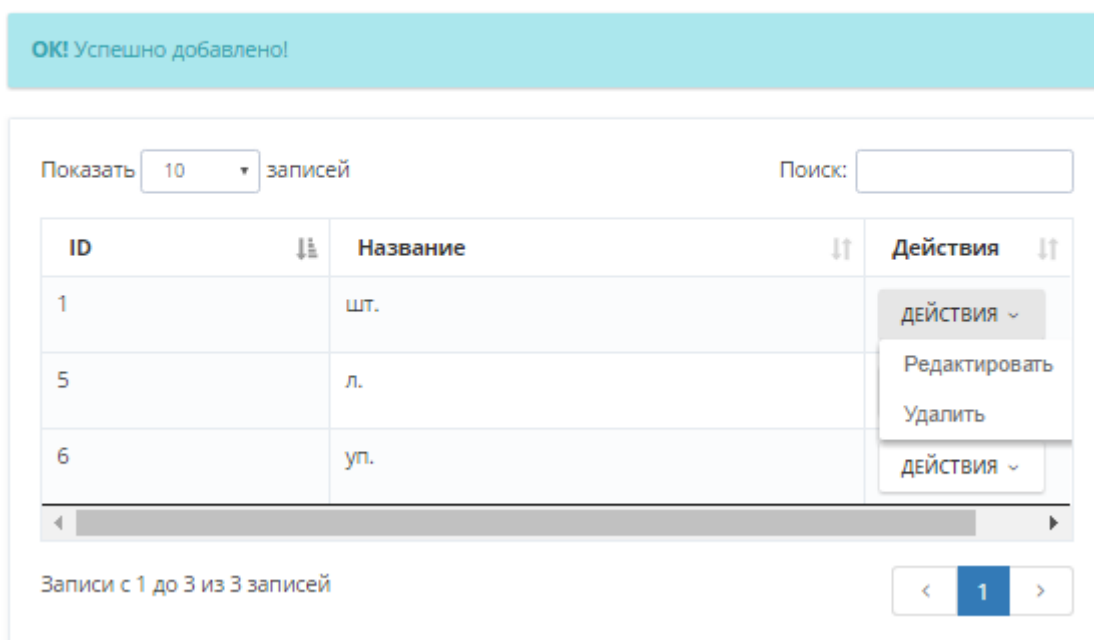 ОК! Успешно добавлено!
Показать 10 записей Поиск:
ID Название Действия
1 шт. ДЕЙСТВИЯ
Редактировать
5 л.
Удалить
6 уп. ДЕЙСТВИЯ
Записи с 1 до 3 из 3 записей < 1 >